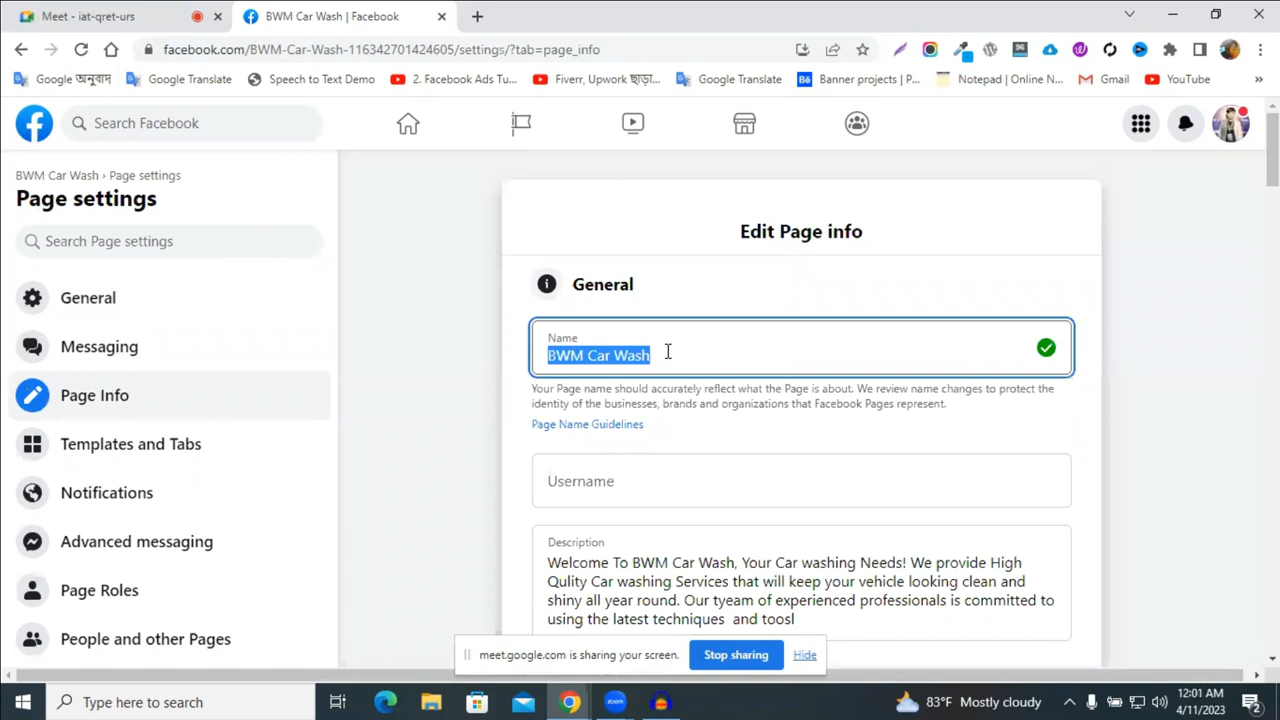 Meet - iat-qret-urs
BWM Car Wash | Facebook
facebook.com/BWM-Car-Wash-116342701424605/settings/?tab=page_info
Google অনুবাদ
Google Translate
Speech to Text Demo
2. Facebook Ads Tu...
Fiverr, Upwork ছাড়া...
Google Translate
Banner projects | P...
Notepad | Online N...
Gmail
YouTube
Search Facebook
BWM Car Wash › Page settings
Page settings
Search Page settings
General
Messaging
Page Info
Templates and Tabs
Notifications
Advanced messaging
Page Roles
People and other Pages
Edit Page info
General
Name
BWM Car Wash
Your Page name should accurately reflect what the Page is about. We review name changes to protect the
identity of the businesses, brands and organizations that Facebook Pages represent.
Page Name Guidelines
Username
Description
Welcome To BWM Car Wash, Your Car washing Needs! We provide High
Qulity Car washing Services that will keep your vehicle looking clean and
shiny all year round. Our tyeam of experienced professionals is committed to
using the latest techniques and toosl
meet.google.com is sharing your screen.
Stop sharing
Hide
Type here to search
zoom
83°F Mostly cloudy
12:01 AM
4/11/2023
2